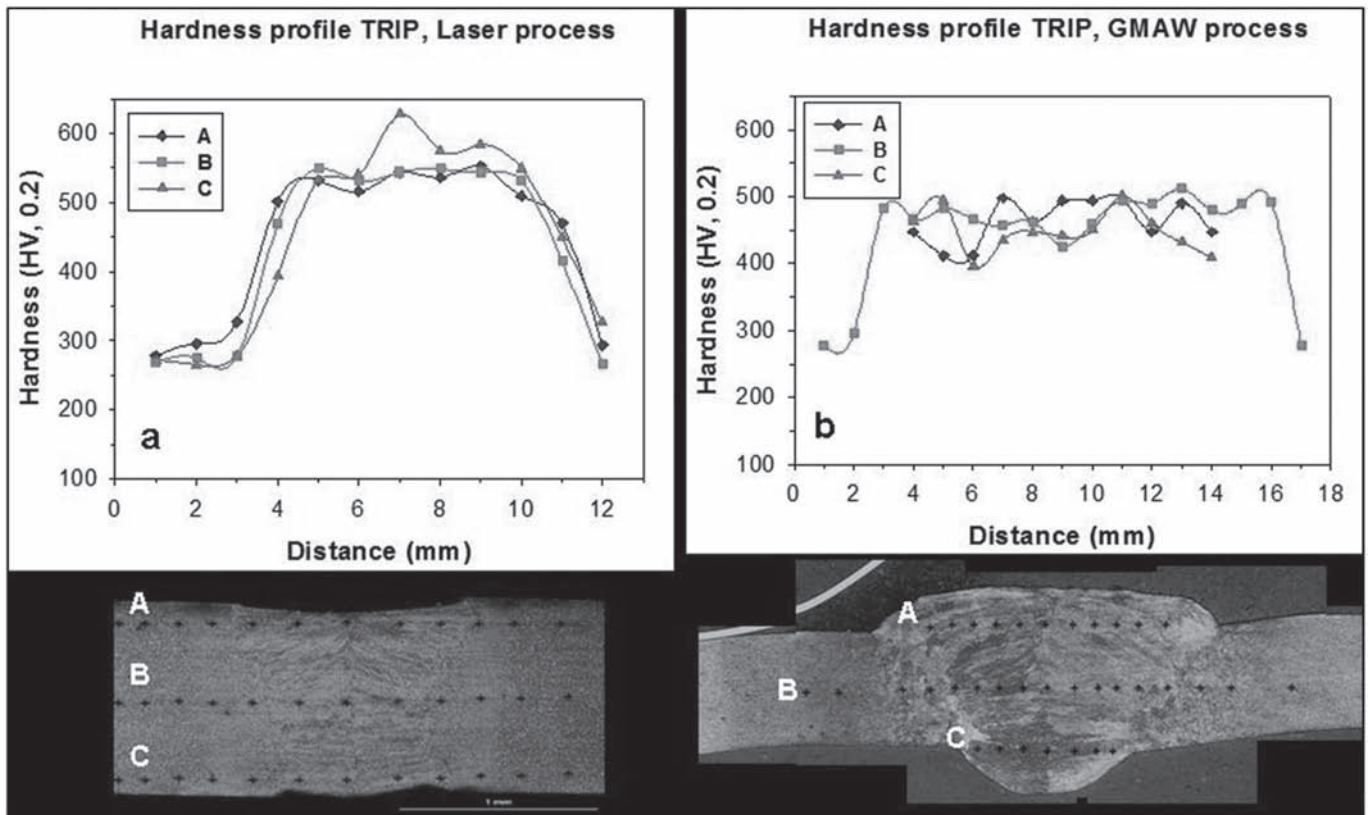 Hardness profile TRIP, Laser process
600
500
400
300
200
100
Hardness (HV, 0.2)
A
B
C
a
0 2 4 6 8 10 12
Distance (mm)
A
B
C
1 mm
Hardness profile TRIP, GMAW process
600
500
400
300
200
100
Hardness (HV, 0.2)
A
B
C
b
0 2 4 6 8 10 12 14 16 18
Distance (mm)
A
B
C